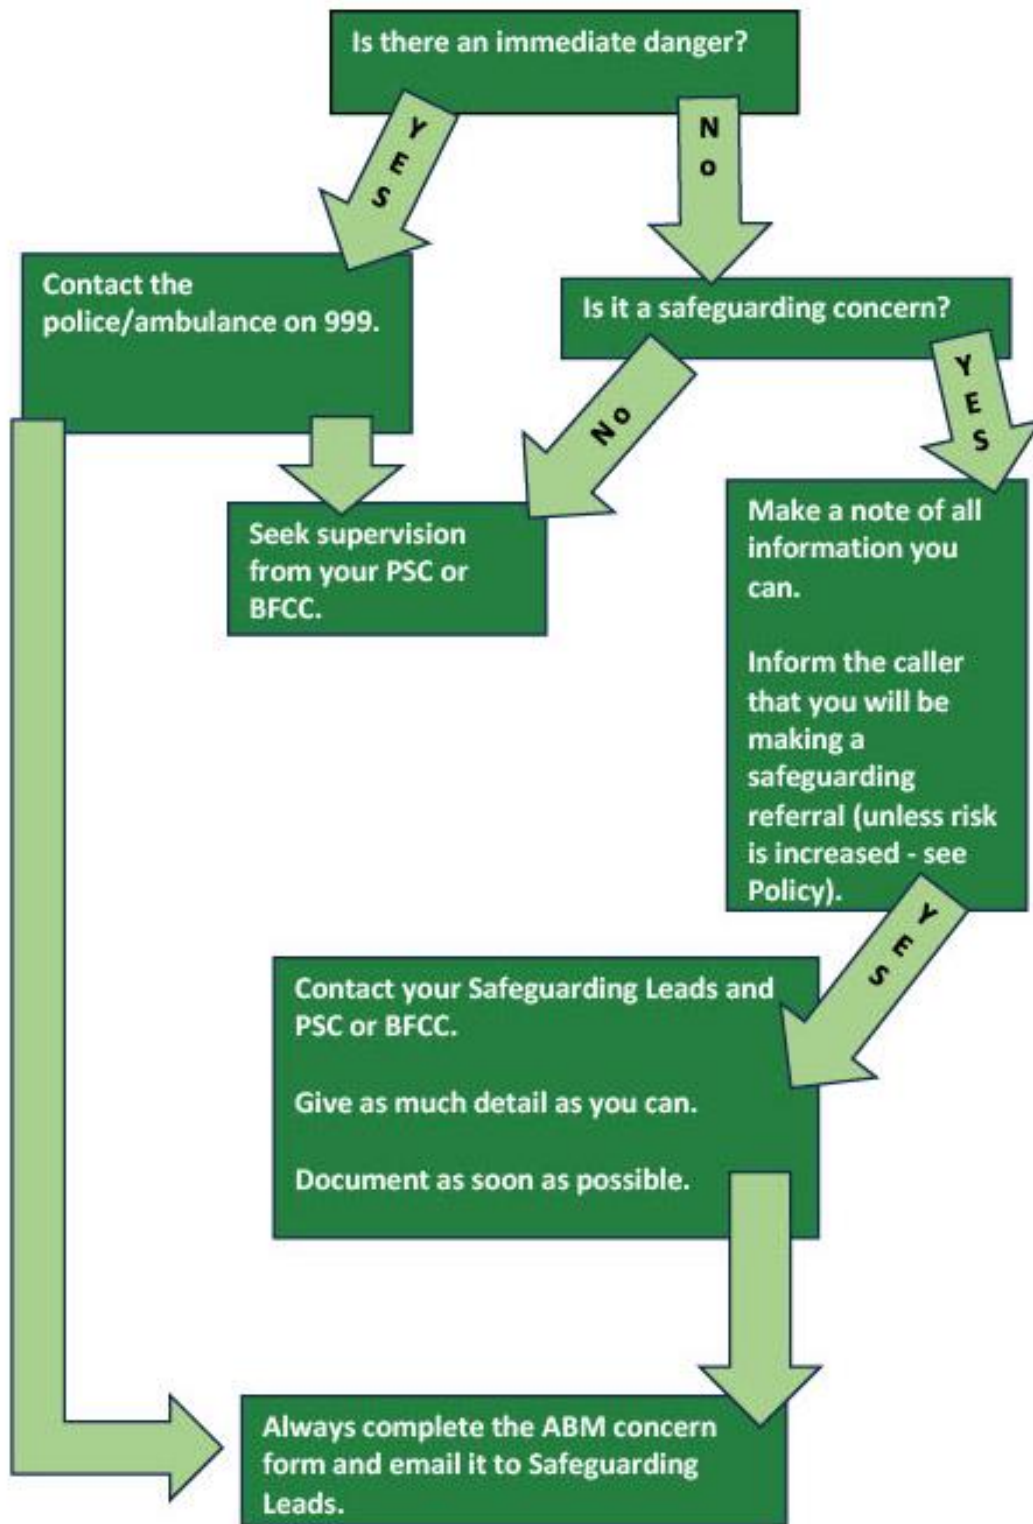 Is there an immediate danger?
YES
No
Contact the
police/ambulance on 999.
Is it a safeguarding concern?
No
YES
Seek supervision
from your PSC or
BFCC.
Make a note of all
information you
can.
Inform the caller
that you will be
making a
safeguarding
referral (unless risk
is increased - see
Policy).
YES
Contact your Safeguarding Leads and
PSC or BFCC.
Give as much detail as you can.
Document as soon as possible.
Always complete the ABM concern
form and email it to Safeguarding
Leads.